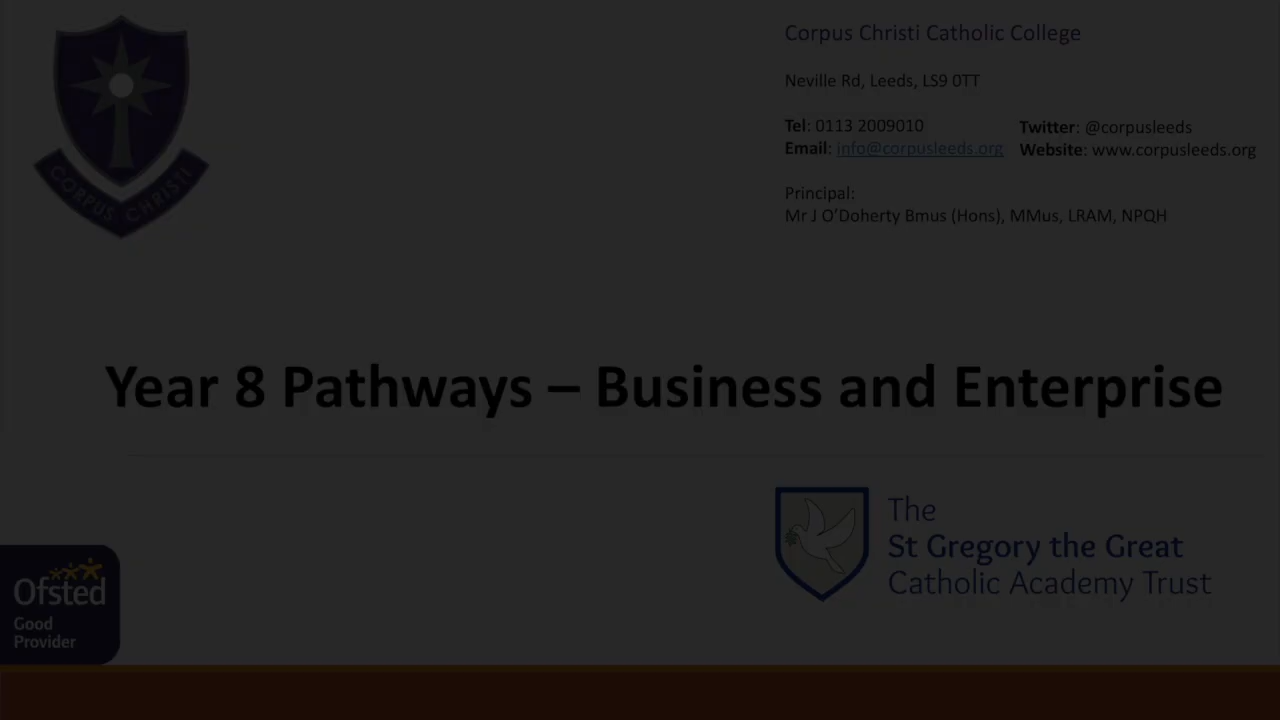 CORPUS CHRISTI
Corpus Christi Catholic College
Neville Rd, Leeds, LS9 0TT
Tel: 0113 2009010
Email: info@corpusleeds.org
Twitter: @corpusleeds
Website: www.corpusleeds.org
Principal:
Mr J O'Doherty Bmus (Hons), MMus, LRAM, NPQH
Year 8 Pathways – Business and Enterprise
The
St Gregory the Great
Catholic Academy Trust
Ofsted
Good
Provider